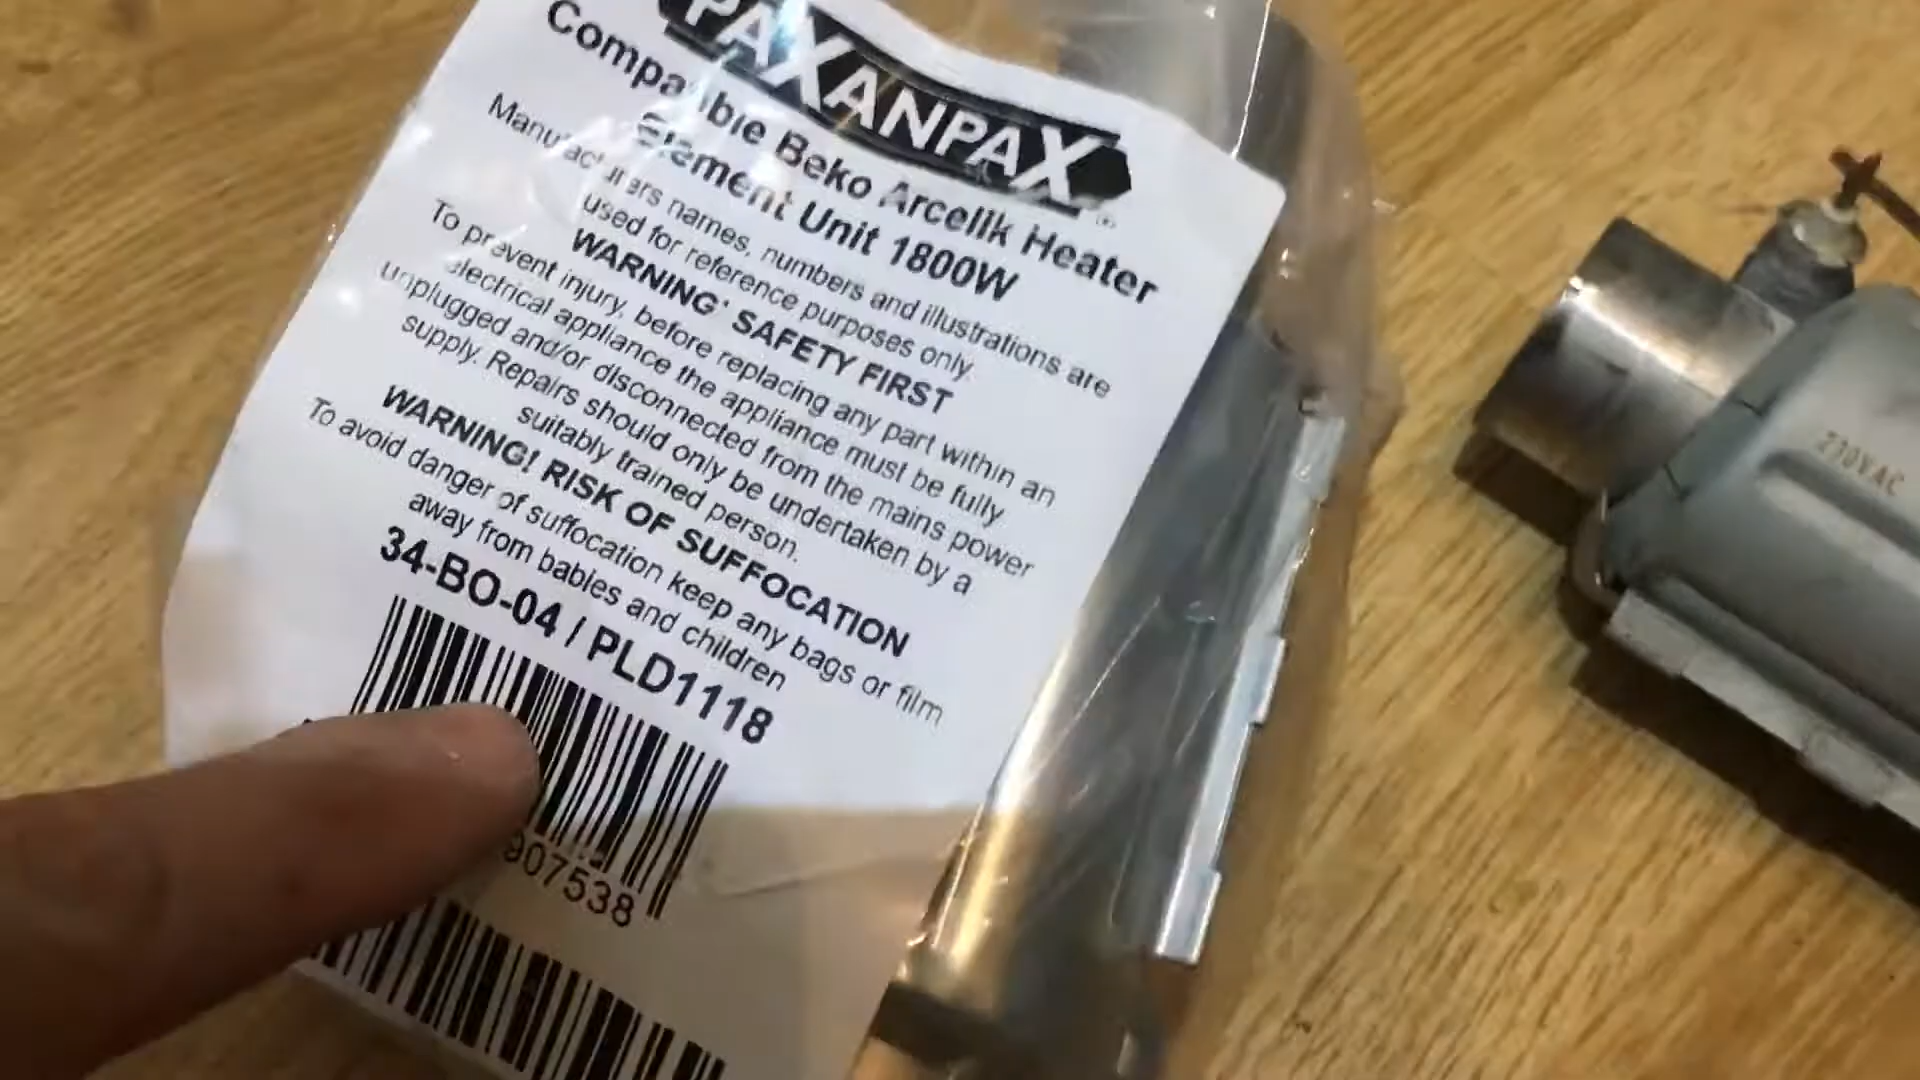 PAXANPAX
Compatible Beko Arcelik Heater
Element Unit 1800W
Manufacturers names, numbers and illustrations are
used for reference purposes only.
WARNING! SAFETY FIRST
To prevent injury, before replacing any part within an
electrical appliance the appliance must be fully
unplugged and/or disconnected from the mains power
supply. Repairs should only be undertaken by a
suitably trained person.
WARNING! RISK OF SUFFOCATION
To avoid danger of suffocation keep any bags or film
away from babies and children
34-BO-04 / PLD1118
907538
230VAC